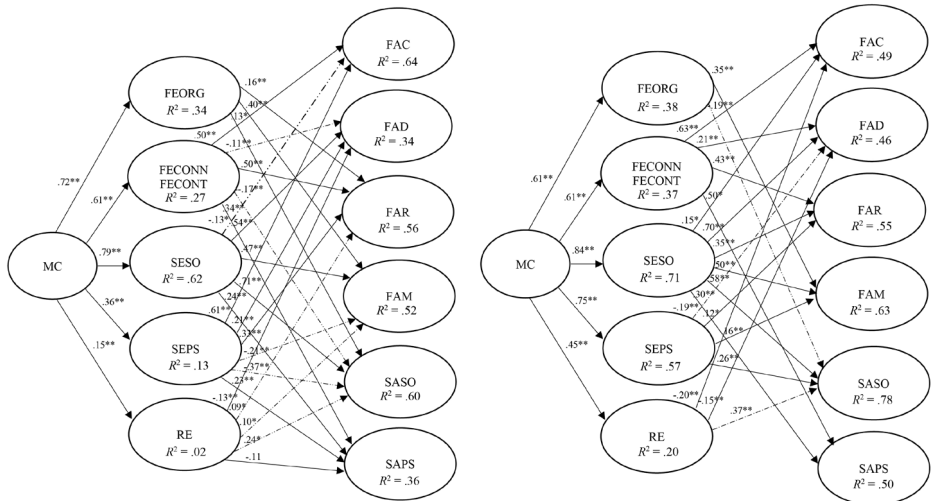 FAC
R² = .64
FEORG
R² = .34
FAD
R² = .34
FECONN
FECONT
R² = .27
FAR
R² = .56
MC
SESO
R² = .62
FAM
R² = .52
SEPS
R² = .13
SASO
R² = .60
RE
R² = .02
SAPS
R² = .36
.72**
.61**
.79**
.36**
.15**
.16**
.40**
.13*
.50**
-.11**
.50**
-.17**
.34**
-.54**
-.13*
.47**
.71**
.24**
.61**
.21**
.33**
-.21**
-.37**
.23**
-.13**
.09*
.10*
.24*
-.11
FAC
R² = .49
FEORG
R² = .38
FAD
R² = .46
FECONN
FECONT
R² = .37
FAR
R² = .55
MC
SESO
R² = .71
FAM
R² = .63
SEPS
R² = .57
SASO
R² = .78
RE
R² = .20
SAPS
R² = .50
.61**
.61**
.84**
.75**
.45**
.35**
.19**
.63**
.21**
.43**
.50*
.15*
.70**
.35**
.50**
.58**
.30**
-.19**
.12*
.16**
.26**
-.20**
-.15**
.37**